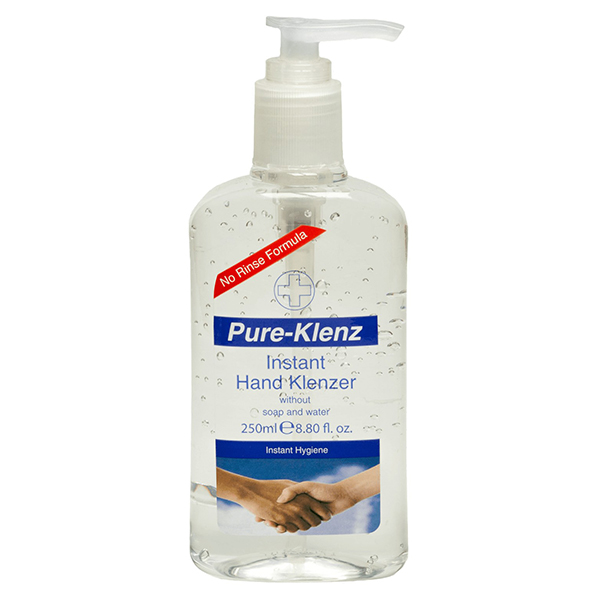 No Rinse Formula
Pure-Klenz
Instant
Hand Klenzer
without
soap and water
250ml ℮ 8.80 fl. oz.
Instant Hygiene